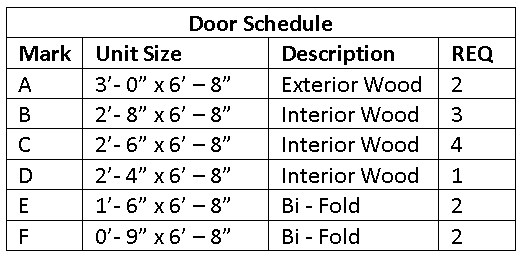 Door Schedule
Mark Unit Size Description REQ
A 3’- 0” x 6’ – 8” Exterior Wood 2
B 2’- 8” x 6’ – 8” Interior Wood 3
C 2’- 6” x 6’ – 8” Interior Wood 4
D 2’- 4” x 6’ – 8” Interior Wood 1
E 1’- 6” x 6’ – 8” Bi - Fold 2
F 0’- 9” x 6’ – 8” Bi - Fold 2